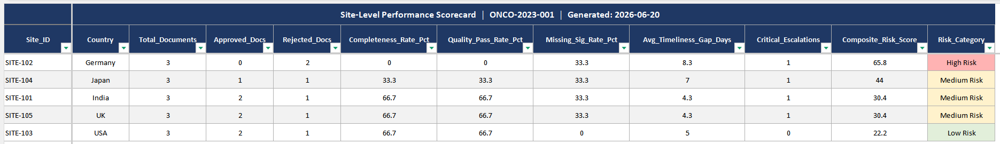 Site-Level Performance Scorecard | ONCO-2023-001 | Generated: 2026-06-20
Site_ID Country Total_Documents Approved_Docs Rejected_Docs Completeness_Rate_Pct Quality_Pass_Rate_Pct Missing_Sig_Rate_Pct Avg_Timeliness_Gap_Days Critical_Escalations Composite_Risk_Score Risk_Category
SITE-102 Germany 3 0 2 0 0 33.3 8.3 1 65.8 High Risk
SITE-104 Japan 3 1 1 33.3 33.3 33.3 7 1 44 Medium Risk
SITE-101 India 3 2 1 66.7 66.7 33.3 4.3 1 30.4 Medium Risk
SITE-105 UK 3 2 1 66.7 66.7 33.3 4.3 1 30.4 Medium Risk
SITE-103 USA 3 2 1 66.7 66.7 0 5 0 22.2 Low Risk